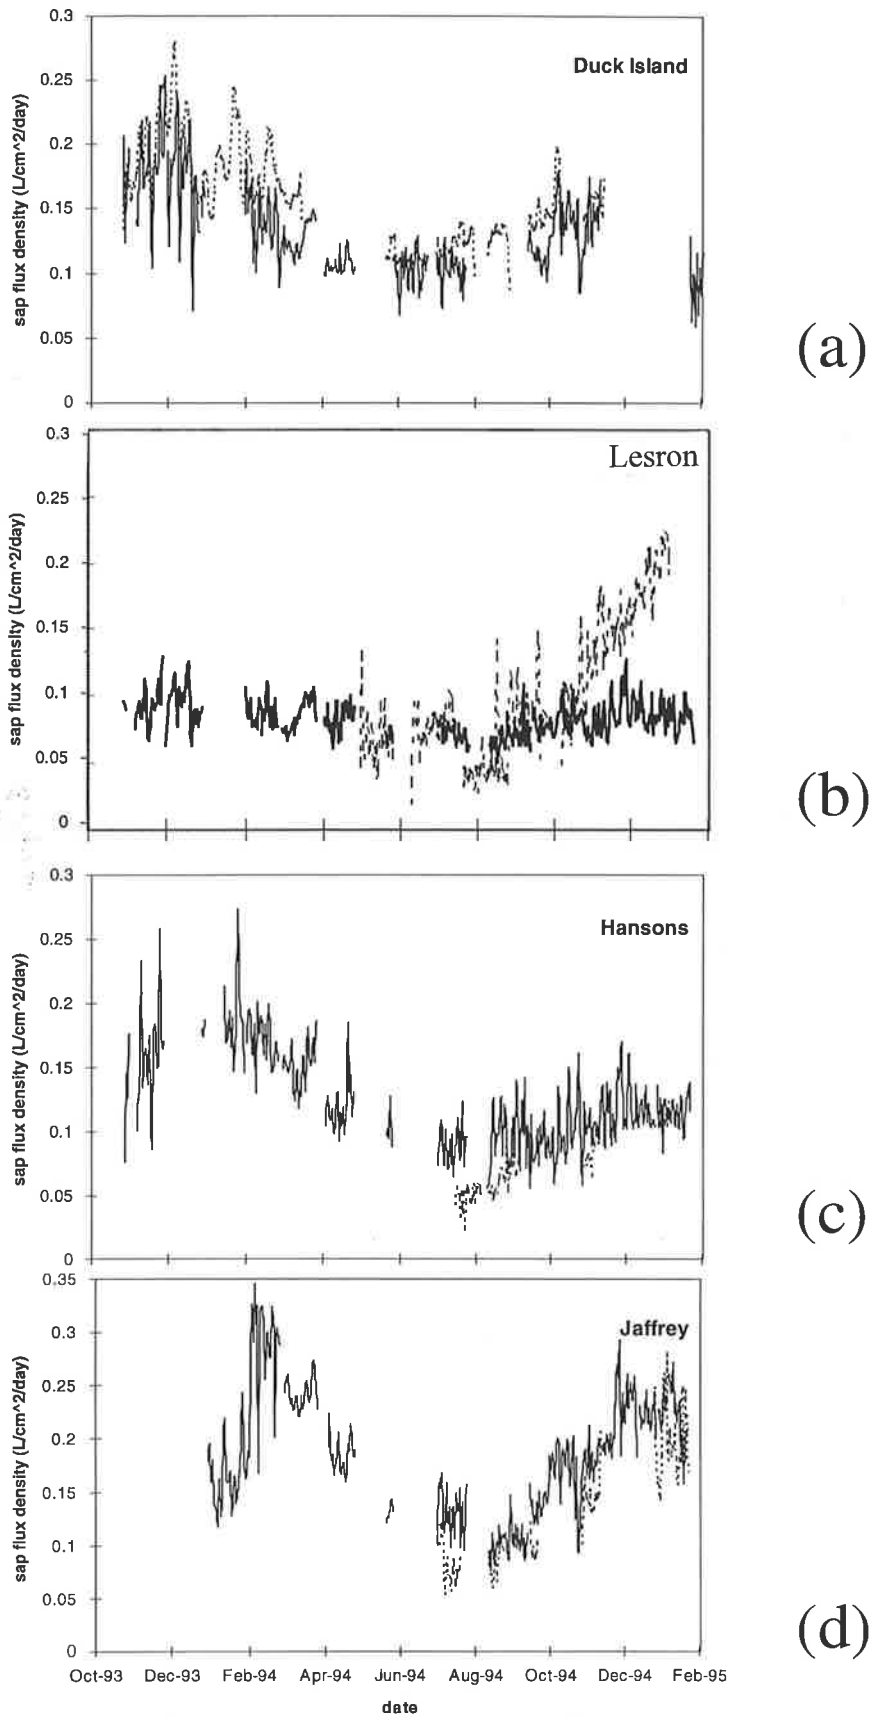 0.3
Duck Island
0.25
0.2
0.15
0.1
0.05
0
sap flux density (L/cm^2/day)
(a)
0.3
Lesron
0.25
0.2
0.15
0.1
0.05
0
sap flux density (L/cm^2/day)
(b)
0.3
Hansons
0.25
0.2
0.15
0.1
0.05
0
sap flux density (L/cm^2/day)
(c)
0.35
Jaffrey
0.3
0.25
0.2
0.15
0.1
0.05
0
sap flux density (L/cm^2/day)
(d)
Oct-93 Dec-93 Feb-94 Apr-94 Jun-94 Aug-94 Oct-94 Dec-94 Feb-95
date